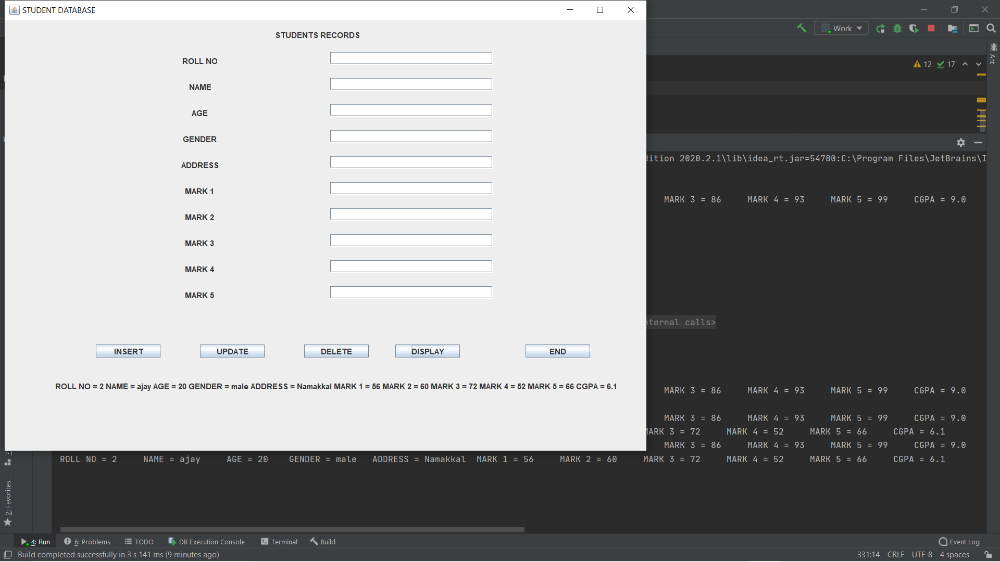 STUDENT DATABASE
STUDENTS RECORDS
ROLL NO
NAME
AGE
GENDER
ADDRESS
MARK 1
MARK 2
MARK 3
MARK 4
MARK 5
INSERT UPDATE DELETE DISPLAY END
ROLL NO = 2 NAME = ajay AGE = 20 GENDER = male ADDRESS = Namakkal MARK 1 = 56 MARK 2 = 60 MARK 3 = 72 MARK 4 = 52 MARK 5 = 66 CGPA = 6.1
Work
12 17
Ant
dition 2020.2.1\lib\idea_rt.jar=54780:C:\Program Files\JetBrains\I
MARK 3 = 86 MARK 4 = 93 MARK 5 = 99 CGPA = 9.0
nternal calls>
MARK 3 = 86 MARK 4 = 93 MARK 5 = 99 CGPA = 9.0
MARK 3 = 86 MARK 4 = 93 MARK 5 = 99 CGPA = 9.0
MARK 3 = 72 MARK 4 = 52 MARK 5 = 66 CGPA = 6.1
MARK 3 = 86 MARK 4 = 93 MARK 5 = 99 CGPA = 9.0
ROLL NO = 2 NAME = ajay AGE = 20 GENDER = male ADDRESS = Namakkal MARK 1 = 56 MARK 2 = 60 MARK 3 = 72 MARK 4 = 52 MARK 5 = 66 CGPA = 6.1
2: Favorites
4: Run 6: Problems TODO DB Execution Console Terminal Build Event Log
Build completed successfully in 3 s 141 ms (9 minutes ago) 331:14 CRLF UTF-8 4 spaces